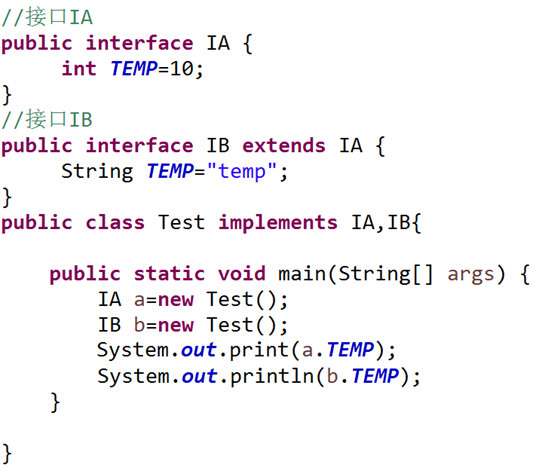 //接口IA
public interface IA {
int TEMP=10;
}
//接口IB
public interface IB extends IA {
String TEMP="temp";
}
public class Test implements IA,IB{
public static void main(String[] args) {
IA a=new Test();
IB b=new Test();
System.out.print(a.TEMP);
System.out.println(b.TEMP);
}
}